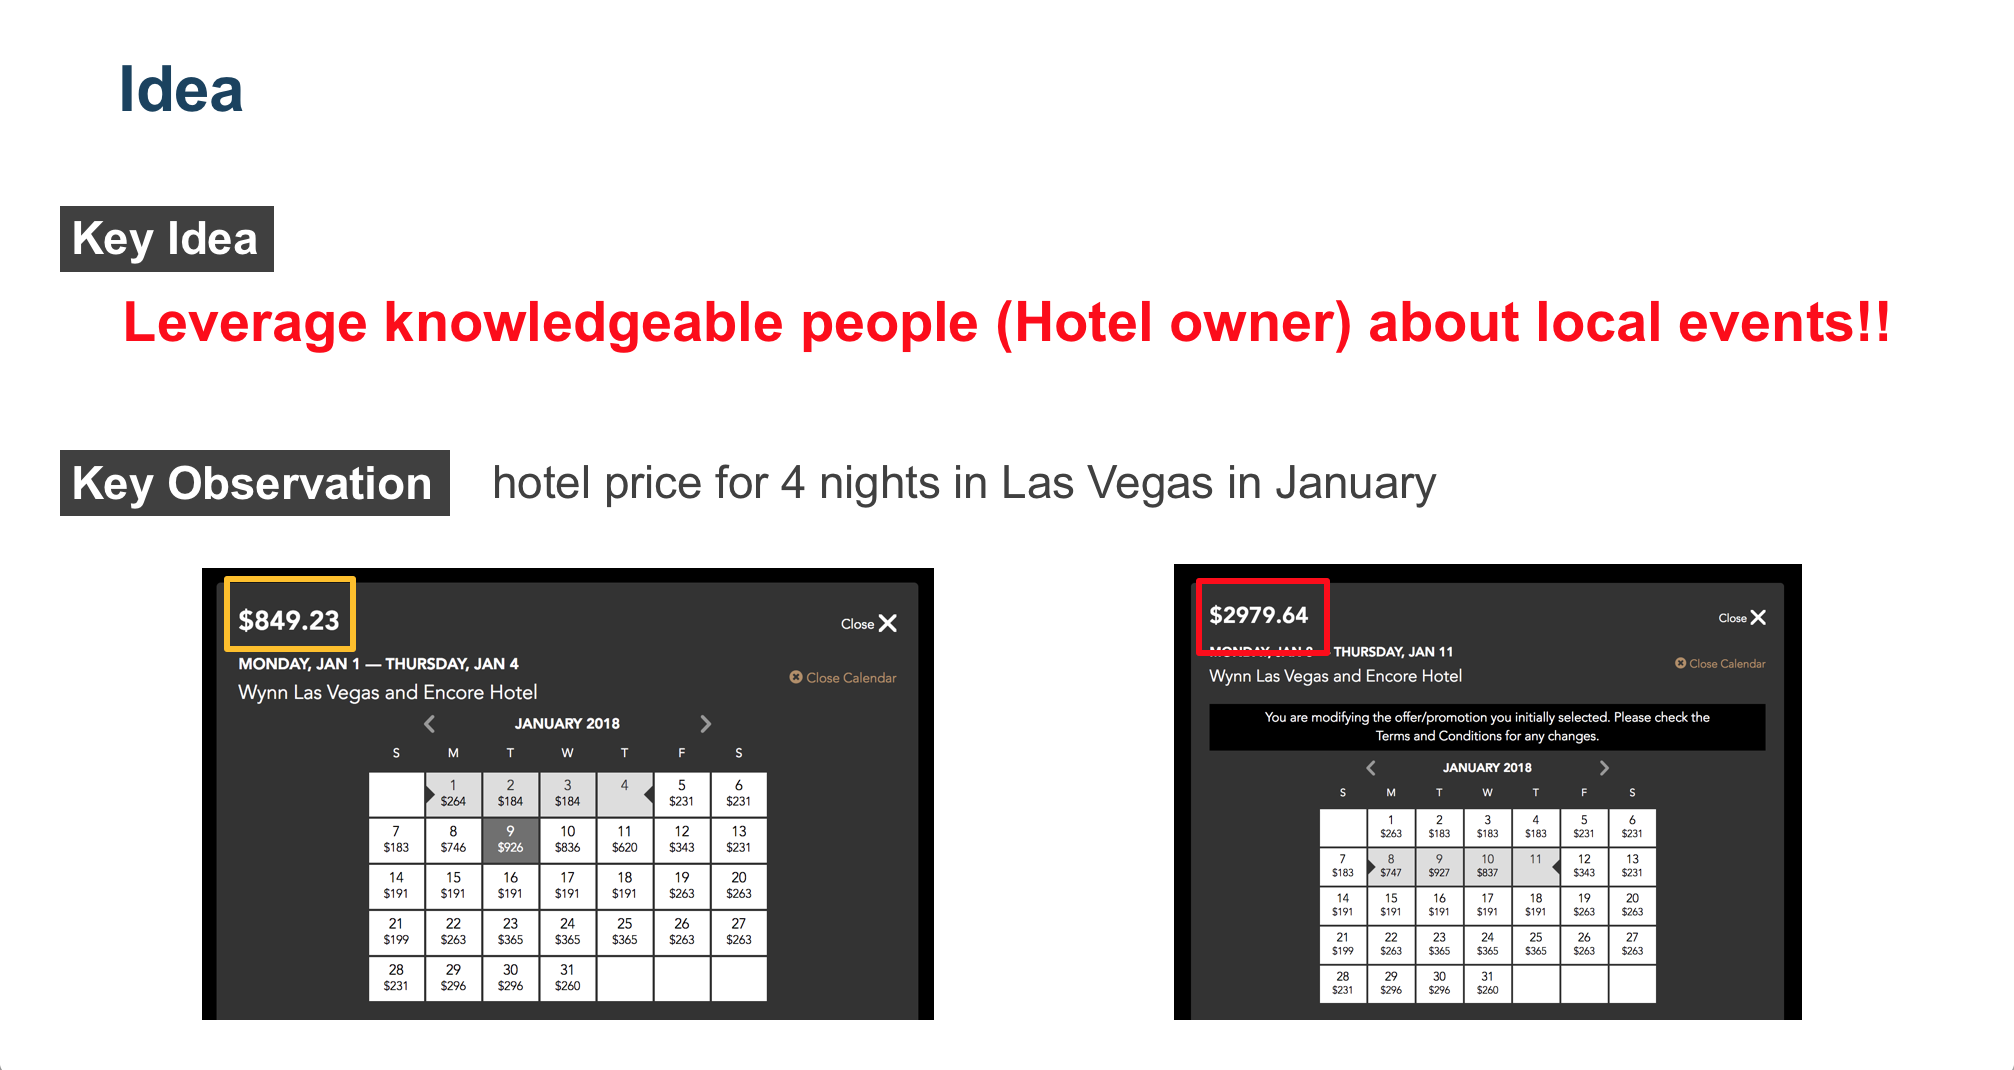 Idea
Key Idea
Leverage knowledgeable people (Hotel owner) about local events!!
Key Observation hotel price for 4 nights in Las Vegas in January
$849.23
Close
MONDAY, JAN 1 — THURSDAY, JAN 4
Close Calendar
Wynn Las Vegas and Encore Hotel
JANUARY 2018
S M T W T F S
1 2 3 4 5 6
$264 $184 $184 $231 $231
7 8 9 10 11 12 13
$183 $746 $926 $836 $620 $343 $231
14 15 16 17 18 19 20
$191 $191 $191 $191 $191 $263 $263
21 22 23 24 25 26 27
$199 $263 $365 $365 $365 $263 $263
28 29 30 31
$231 $296 $296 $260
$2979.64
Close
MONDAY, JAN 8 THURSDAY, JAN 11
Close Calendar
Wynn Las Vegas and Encore Hotel
You are modifying the offer/promotion you initially selected. Please check the
Terms and Conditions for any changes.
JANUARY 2018
S M T W T F S
1 2 3 4 5 6
$263 $183 $183 $183 $231 $231
7 8 9 10 11 12 13
$183 $747 $927 $837 $343 $231
14 15 16 17 18 19 20
$191 $191 $191 $191 $191 $263 $263
21 22 23 24 25 26 27
$199 $263 $365 $365 $365 $263 $263
28 29 30 31
$231 $296 $296 $260